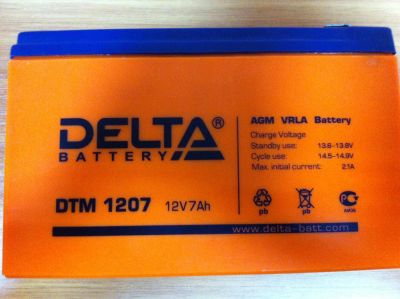 DELTA®
BATTERY
DTM 1207 12V7Ah
AGM VRLA Battery
Charge Voltage
Standby use: 13.6-13.8V
Cycle use: 14.5-14.9V
Max. initial current: 2.1A
pb pb
www.delta-batt.com